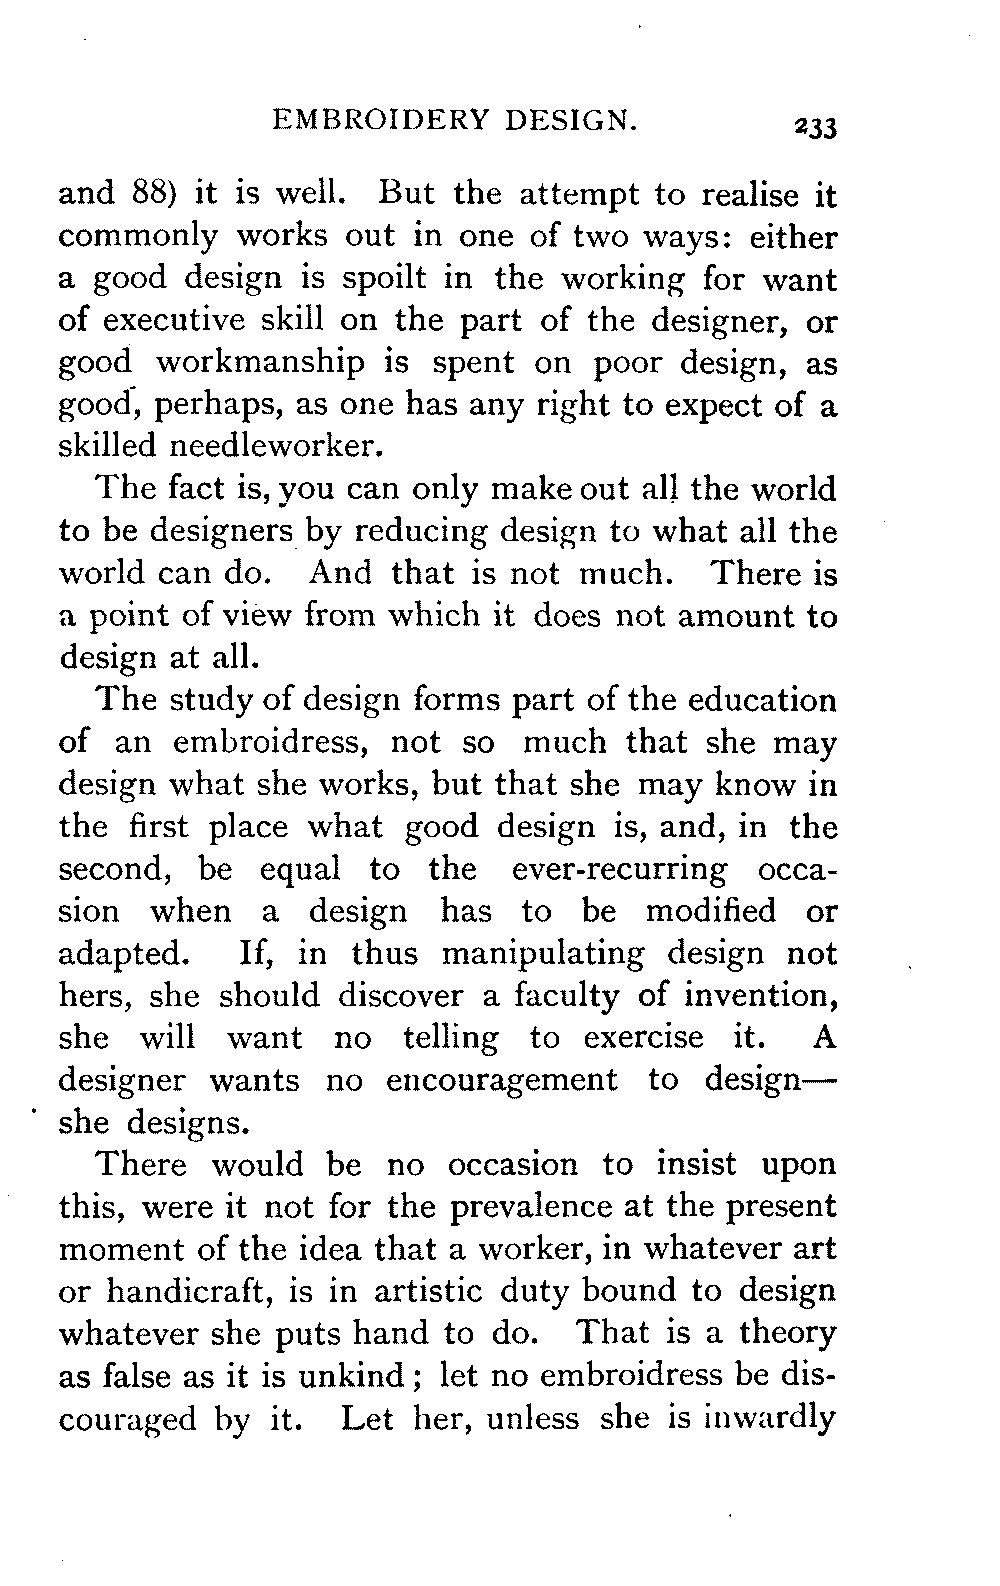 EMBROIDERY DESIGN. 233
and 88) it is well. But the attempt to realise it
commonly works out in one of two ways: either
a good design is spoilt in the working for want
of executive skill on the part of the designer, or
good workmanship is spent on poor design, as
good, perhaps, as one has any right to expect of a
skilled needleworker.
The fact is, you can only make out all the world
to be designers by reducing design to what all the
world can do. And that is not much. There is
a point of view from which it does not amount to
design at all.
The study of design forms part of the education
of an embroidress, not so much that she may
design what she works, but that she may know in
the first place what good design is, and, in the
second, be equal to the ever-recurring occa-
sion when a design has to be modified or
adapted. If, in thus manipulating design not
hers, she should discover a faculty of invention,
she will want no telling to exercise it. A
designer wants no encouragement to design—
she designs.
There would be no occasion to insist upon
this, were it not for the prevalence at the present
moment of the idea that a worker, in whatever art
or handicraft, is in artistic duty bound to design
whatever she puts hand to do. That is a theory
as false as it is unkind; let no embroidress be dis-
couraged by it. Let her, unless she is inwardly